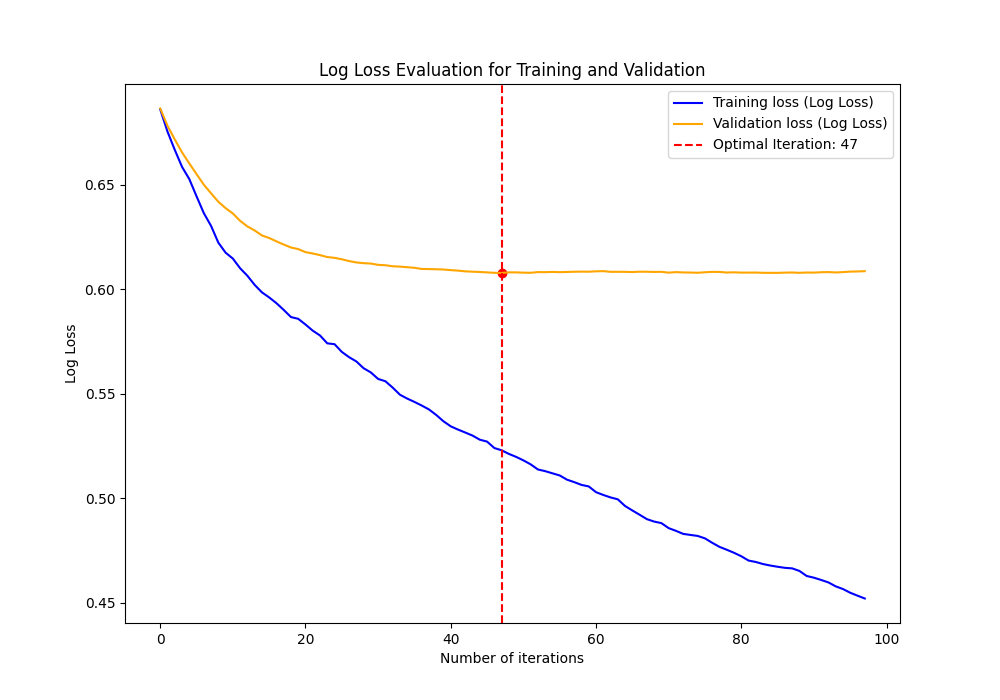 Log Loss Evaluation for Training and Validation
Training loss (Log Loss)
Validation loss (Log Loss)
Optimal Iteration: 47
Log Loss
0.65
0.60
0.55
0.50
0.45
0 20 40 60 80 100
Number of iterations